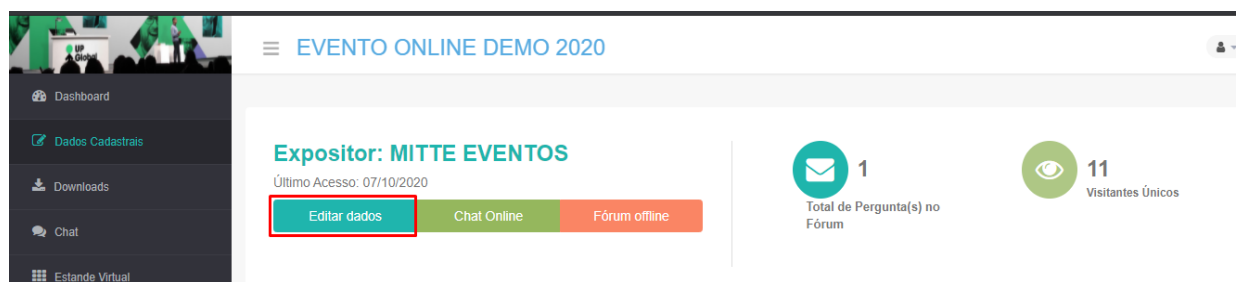 UP
Global
EVENTO ONLINE DEMO 2020
Dashboard
Dados Cadastrais
Downloads
Chat
Estande Virtual
Expositor: MITTE EVENTOS
Último Acesso: 07/10/2020
Editar dados
Chat Online
Fórum offline
1
Total de Pergunta(s) no
Fórum
11
Visitantes Únicos